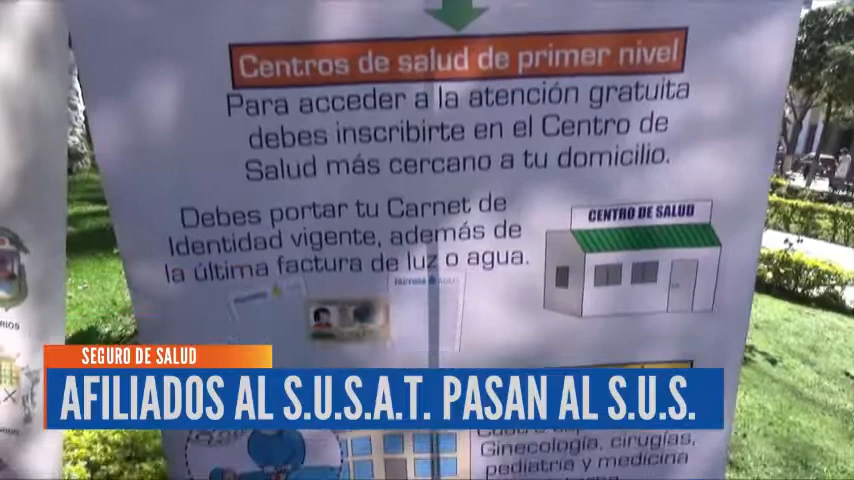 Centros de salud de primer nivel
Para acceder a la atención gratuita
debes inscribirte en el Centro de
Salud más cercano a tu domicilio.
Debes portar tu Carnet de
Identidad vigente, además de
la última factura de luz o agua.
CENTRO DE SALUD
FACTURA
SEGURO DE SALUD
AFILIADOS AL S.U.S.A.T. PASAN AL S.U.S.
Ginecología, cirugías,
pediatría y medicina